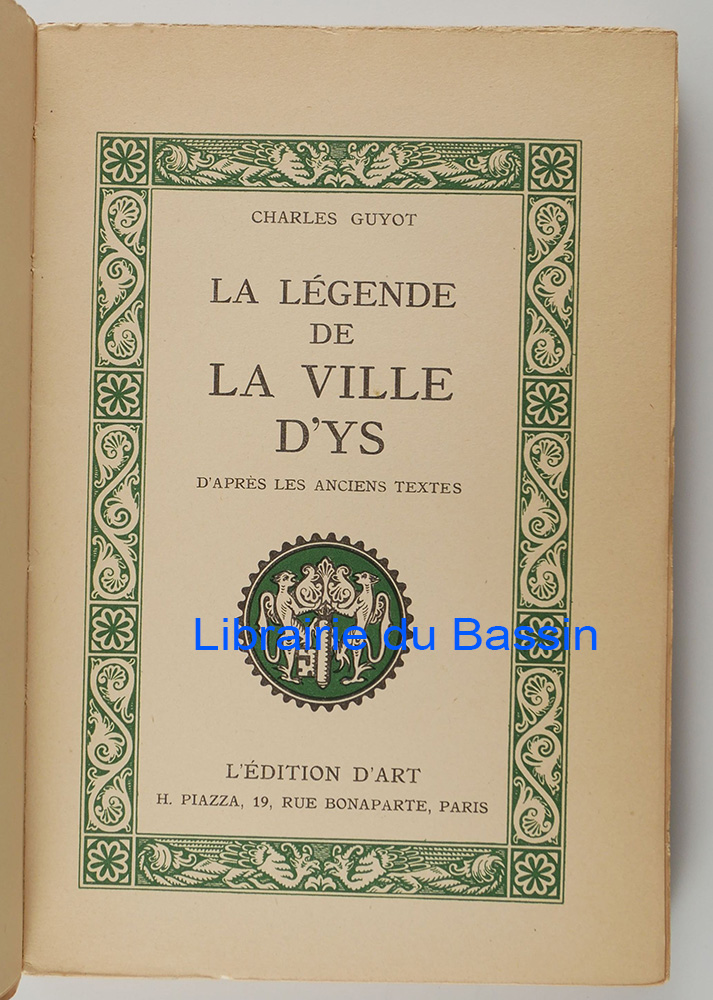 CHARLES GUYOT
LA LÉGENDE
DE
LA VILLE
D'YS
D'APRÈS LES ANCIENS TEXTES
Librairie du Bassin
L'ÉDITION D'ART
H. PIAZZA, 19, RUE BONAPARTE, PARIS